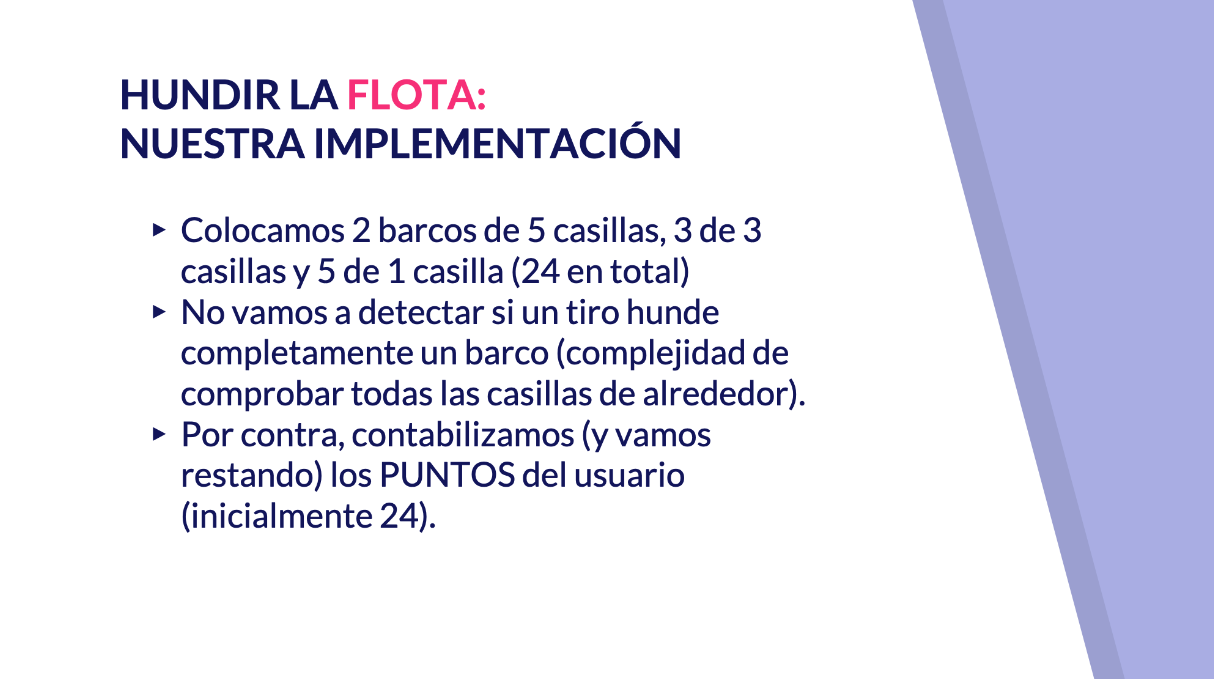 HUNDIR LA FLOTA:
NUESTRA IMPLEMENTACIÓN
▸ Colocamos 2 barcos de 5 casillas, 3 de 3
casillas y 5 de 1 casilla (24 en total)
▸ No vamos a detectar si un tiro hunde
completamente un barco (complejidad de
comprobar todas las casillas de alrededor).
▸ Por contra, contabilizamos (y vamos
restando) los PUNTOS del usuario
(inicialmente 24).